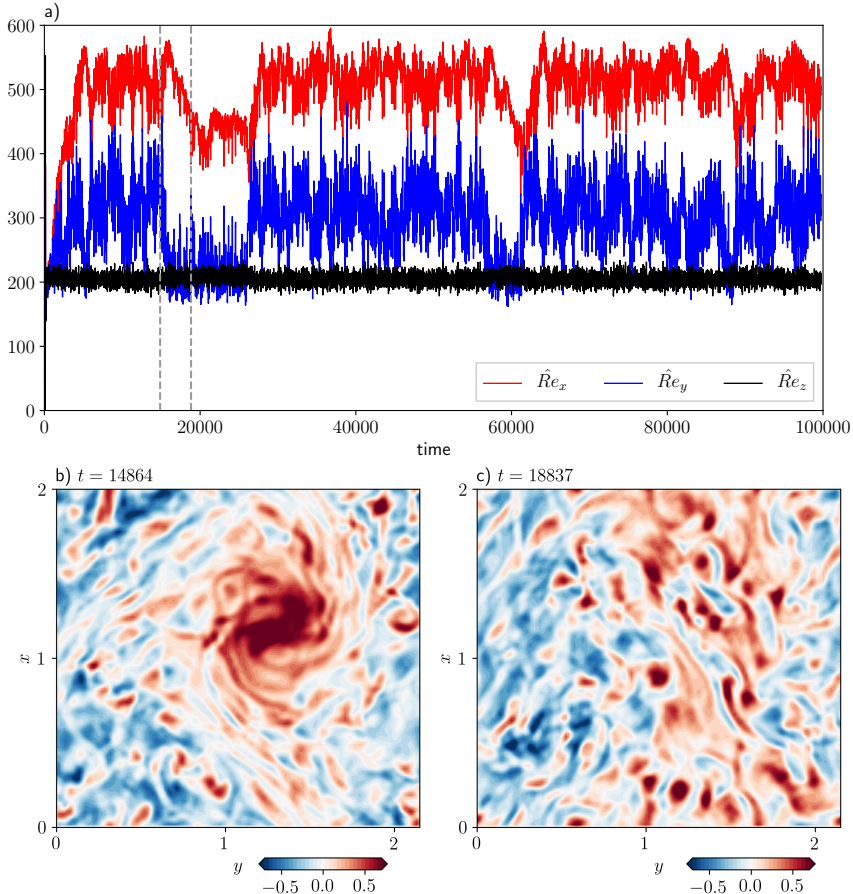 a)
600
500
400
300
200
100
0
R̂e_x R̂e_y R̂e_z
0 20000 40000 60000 80000 100000
time
b) t = 14864
c) t = 18837
2
1
0
x
0 1 2
y
−0.5 0.0 0.5
2
1
0
x
0 1 2
y
−0.5 0.0 0.5